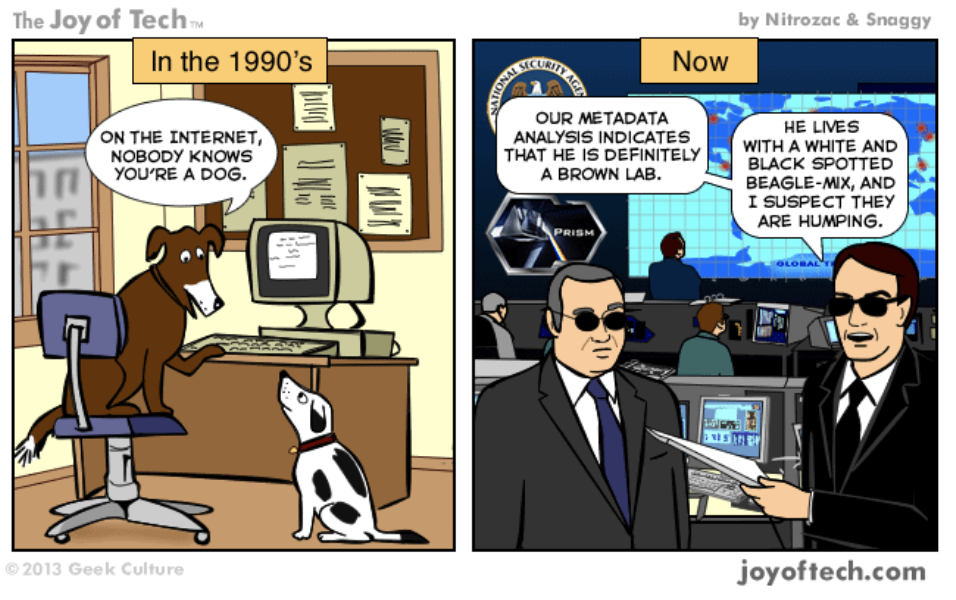 The Joy of Tech™
by Nitrozac & Snaggy
In the 1990's
ON THE INTERNET,
NOBODY KNOWS
YOU'RE A DOG.
Now
NATIONAL SECURITY
OUR METADATA
ANALYSIS INDICATES
THAT HE IS DEFINITELY
A BROWN LAB.
HE LIVES
WITH A WHITE AND
BLACK SPOTTED
BEAGLE-MIX, AND
I SUSPECT THEY
ARE HUMPING.
PRISM
GLOBAL
© 2013 Geek Culture
joyoftech.com